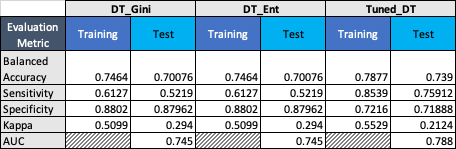 DT_Gini DT_Ent Tuned_DT
Evaluation Metric Training Test Training Test Training Test
Balanced Accuracy 0.7464 0.70076 0.7464 0.70076 0.7877 0.739
Sensitivity 0.6127 0.5219 0.6127 0.5219 0.8539 0.75912
Specificity 0.8802 0.87962 0.8802 0.87962 0.7216 0.71888
Kappa 0.5099 0.294 0.5099 0.294 0.5529 0.2124
AUC 0.745 0.745 0.788